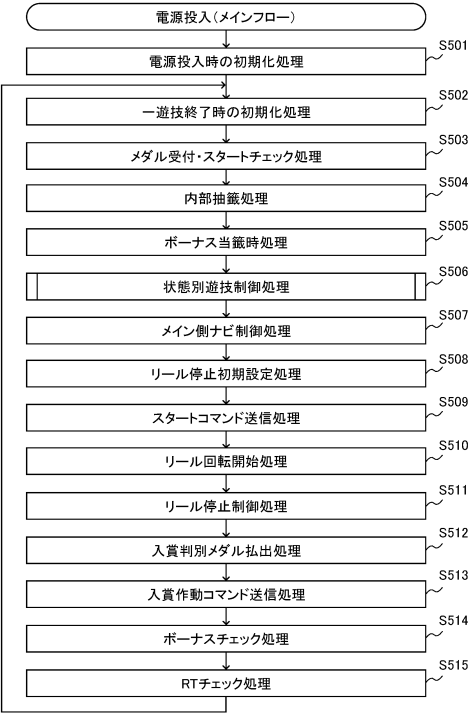 電源投入(メインフロー)
S501
電源投入時の初期化処理
S502
一遊技終了時の初期化処理
S503
メダル受付・スタートチェック処理
S504
内部抽籤処理
S505
ボーナス当籤時処理
S506
状態別遊技制御処理
S507
メイン側ナビ制御処理
S508
リール停止初期設定処理
S509
スタートコマンド送信処理
S510
リール回転開始処理
S511
リール停止制御処理
S512
入賞判別メダル払出処理
S513
入賞作動コマンド送信処理
S514
ボーナスチェック処理
S515
RTチェック処理